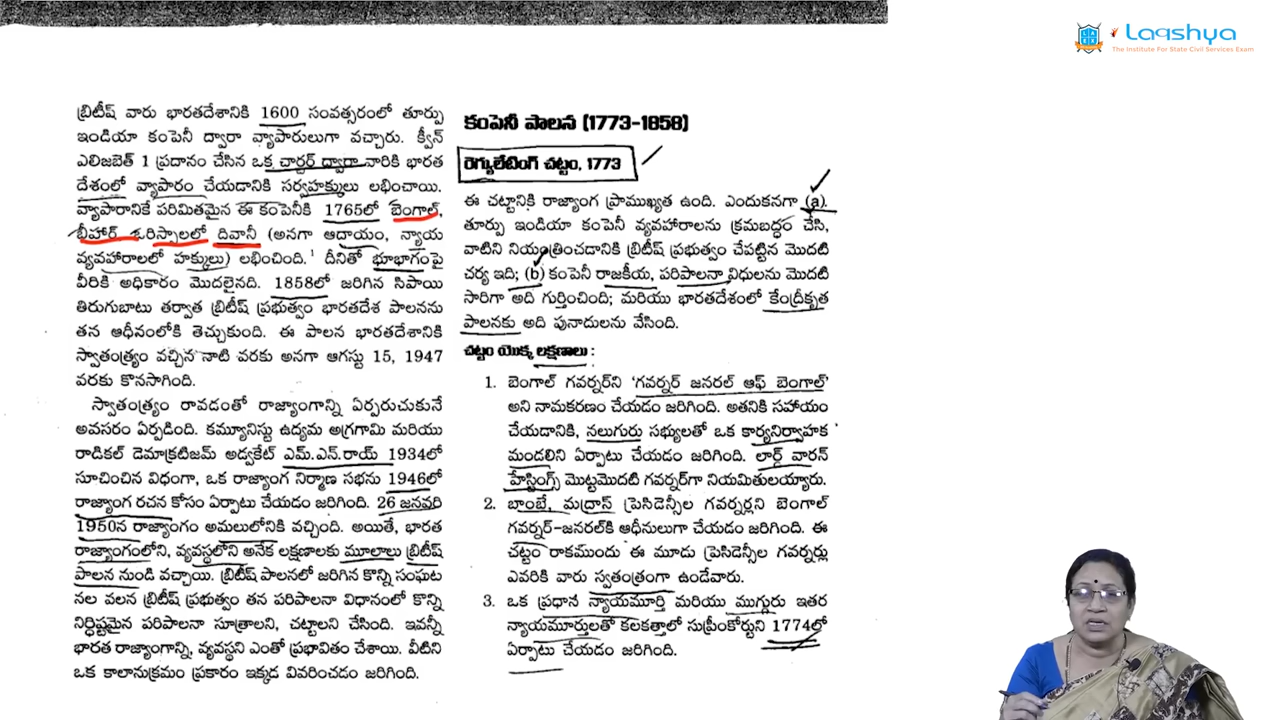 Laqshya
The Institute For State Civil Services Exam
బ్రిటీష్ వారు భారతదేశానికి 1600 సంవత్సరంలో తూర్పు
ఇండియా కంపెనీ ద్వారా వ్యాపారులుగా వచ్చారు. క్వీన్
ఎలిజబెత్ 1 ప్రదానం చేసిన ఒక చార్టర్ ద్వారా వారికి భారత
దేశంలో వ్యాపారం చేయడానికి సర్వహక్కులు లభించాయి.
వ్యాపారానికే పరిమితమైన ఈ కంపెనీకి 1765లో బెంగాల్,
బీహార్, ఒరిస్సాలలో దివానీ (అనగా ఆదాయం, న్యాయ
వ్యవహారాలలో హక్కులు) లభించింది.¹ దీనితో భూభాగంపై
వీరికి అధికారం మొదలైనది. 1858లో జరిగిన సిపాయి
తిరుగుబాటు తర్వాత బ్రిటీష్ ప్రభుత్వం భారతదేశ పాలనను
తన ఆధీనంలోకి తెచ్చుకుంది. ఈ పాలన భారతదేశానికి
స్వాతంత్ర్యం వచ్చిన నాటి వరకు అనగా ఆగస్టు 15, 1947
వరకు కొనసాగింది.
స్వాతంత్ర్యం రావడంతో రాజ్యాంగాన్ని ఏర్పరుచుకునే
అవసరం ఏర్పడింది. కమ్యూనిస్టు ఉద్యమ అగ్రగామి మరియు
రాడికల్ డెమాక్రటిజమ్ అడ్వకేట్ ఎమ్.ఎన్.రాయ్ 1934లో
సూచించిన విధంగా, ఒక రాజ్యాంగ నిర్మాణ సభను 1946లో
రాజ్యాంగ రచన కోసం ఏర్పాటు చేయడం జరిగింది. 26 జనవరి
1950న రాజ్యాంగం అమలులోనికి వచ్చింది. అయితే, భారత
రాజ్యాంగంలోని, వ్యవస్థలోని అనేక లక్షణాలకు మూలాలు బ్రిటీష్
పాలన నుండి వచ్చాయి. బ్రిటీష్ పాలనలో జరిగిన కొన్ని సంఘట
నల వలన బ్రిటీష్ ప్రభుత్వం తన పరిపాలనా విధానంలో కొన్ని
నిర్ధిష్టమైన పరిపాలనా సూత్రాలని, చట్టాలని చేసింది. ఇవన్నీ
భారత రాజ్యాంగాన్ని, వ్యవస్థని ఎంతో ప్రభావితం చేశాయి. వీటిని
ఒక కాలానుక్రమం ప్రకారం ఇక్కడ వివరించడం జరిగింది.
కంపెనీ పాలన (1773-1858)
రెగ్యులేటింగ్ చట్టం, 1773
ఈ చట్టానికి రాజ్యాంగ ప్రాముఖ్యత ఉంది. ఎందుకనగా (a).
తూర్పు ఇండియా కంపెనీ వ్యవహారాలను క్రమబద్ధం చేసి,
వాటిని నియంత్రించడానికి బ్రిటీష్ ప్రభుత్వం చేపట్టిన మొదటి
చర్య ఇది; (b) కంపెనీ రాజకీయ, పరిపాలనా విధులను మొదటి
సారిగా అది గుర్తించింది; మరియు భారతదేశంలో కేంద్రీకృత
పాలనకు అది పునాదులను వేసింది.
చట్టం యొక్క లక్షణాలు :
1. బెంగాల్ గవర్నర్‌ని 'గవర్నర్ జనరల్ ఆఫ్ బెంగాల్'
అని నామకరణం చేయడం జరిగింది. అతనికి సహాయం
చేయడానికి, నలుగురు సభ్యులతో ఒక కార్యనిర్వాహక
మండలిని ఏర్పాటు చేయడం జరిగింది. లార్డ్ వారన్
హేస్టింగ్స్ మొట్టమొదటి గవర్నర్‌గా నియమితులయ్యారు.
2. బాంబే, మద్రాస్ ప్రెసిడెన్సీల గవర్నర్లని బెంగాల్
గవర్నర్-జనరల్‌కి ఆధీనులుగా చేయడం జరిగింది. ఈ
చట్టం రాకముందు ఈ మూడు ప్రెసిడెన్సీల గవర్నర్లు
ఎవరికి వారు స్వతంత్రంగా ఉండేవారు.
3. ఒక ప్రధాన న్యాయమూర్తి మరియు ముగ్గురు ఇతర
న్యాయమూర్తులతో కలకత్తాలో సుప్రీంకోర్టుని 1774లో
ఏర్పాటు చేయడం జరిగింది.